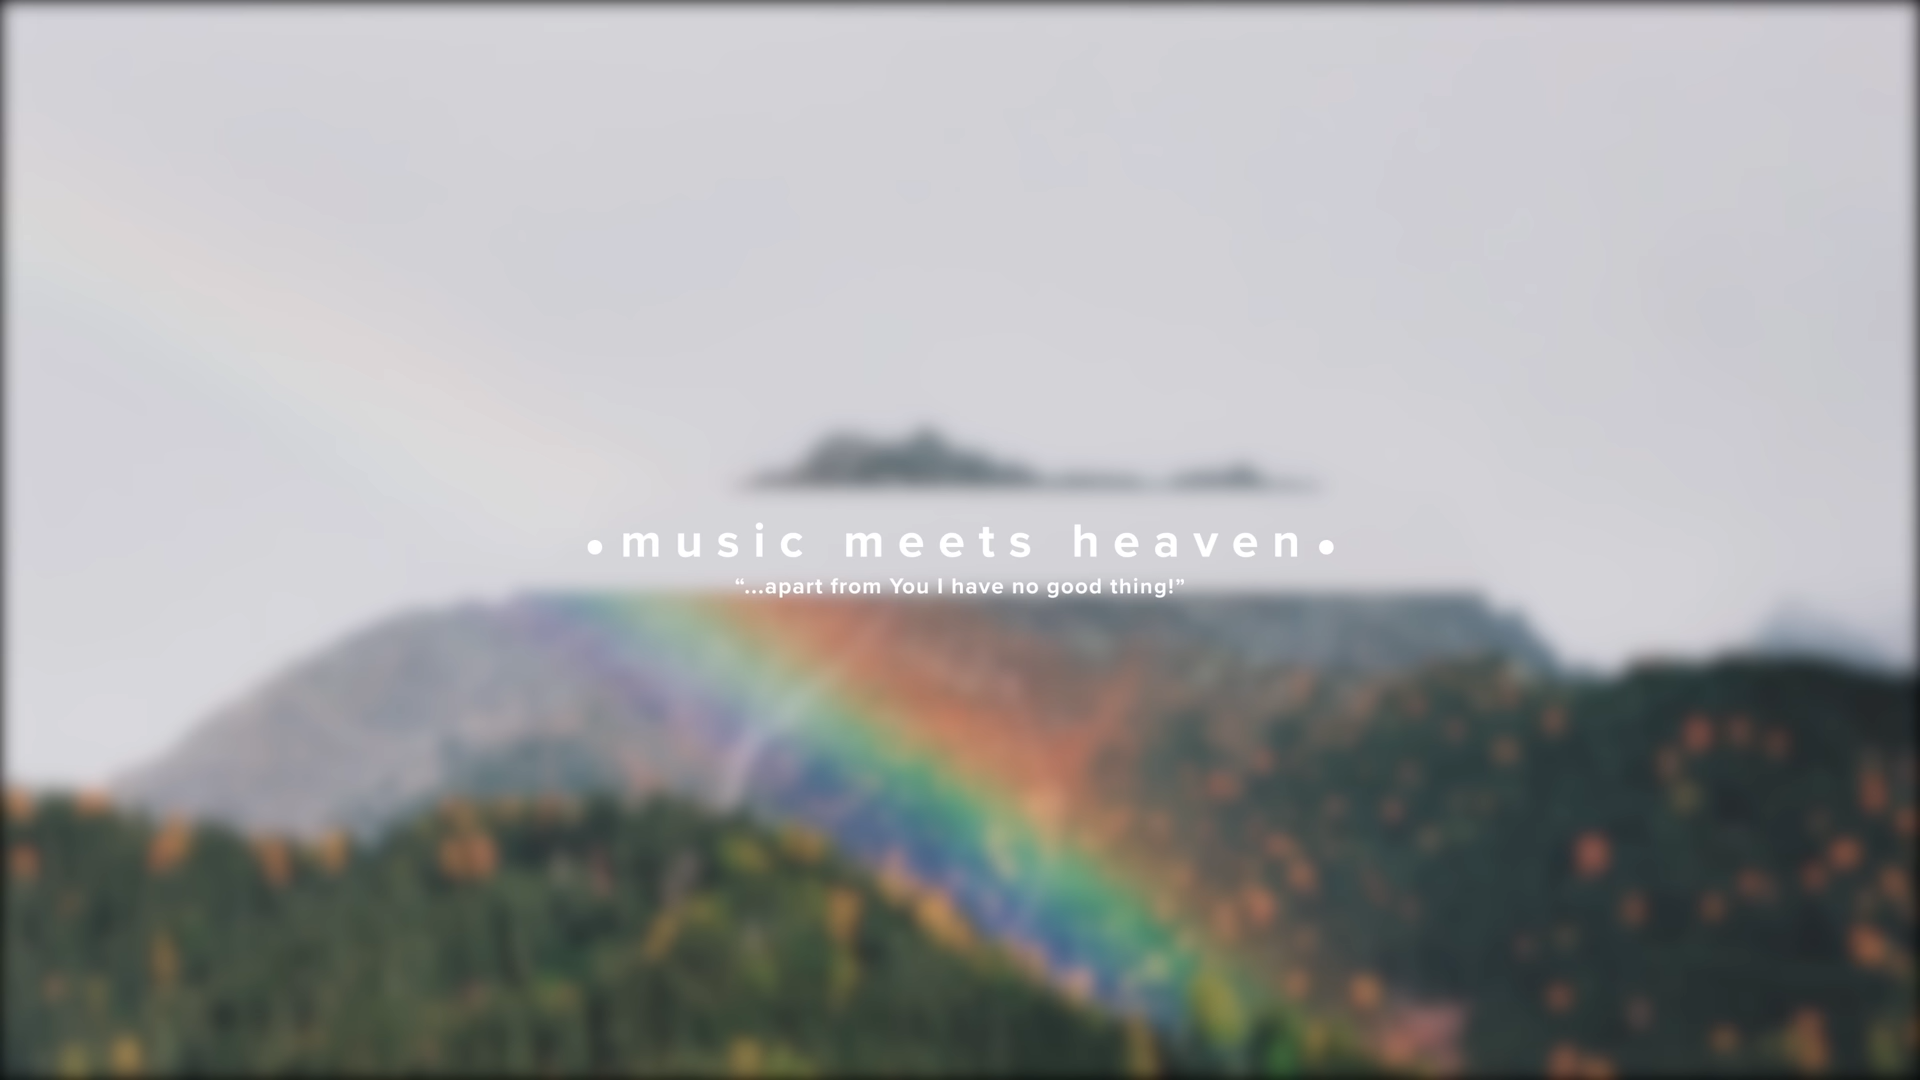 •music meets heaven•
“...apart from You I have no good thing!”